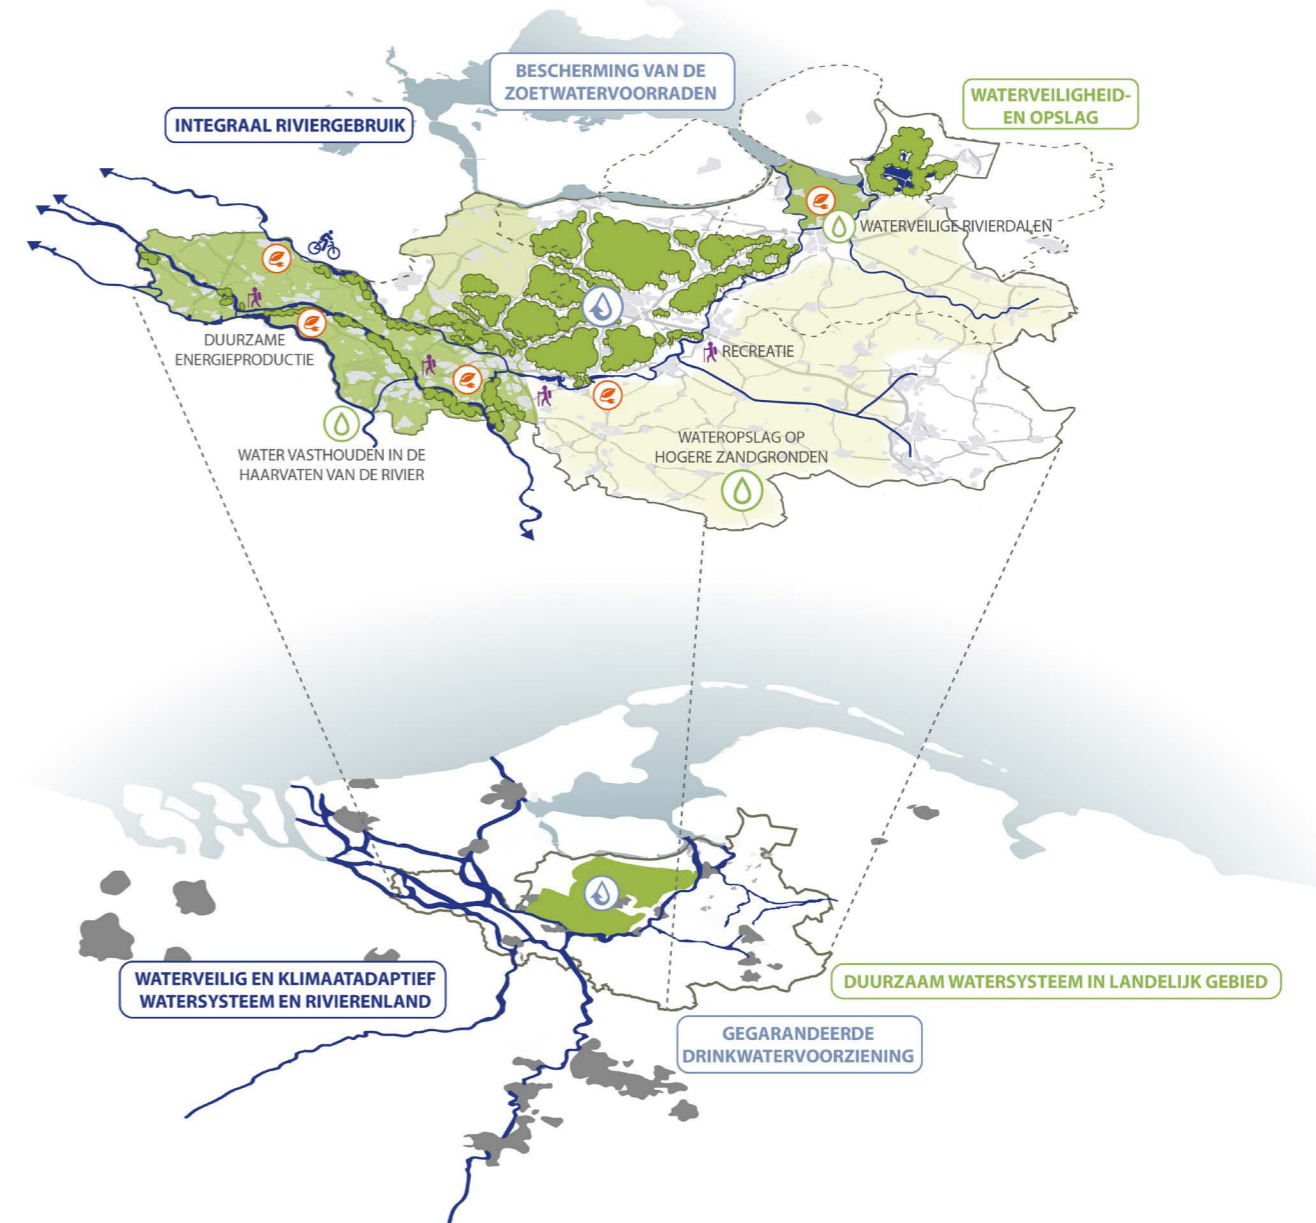 BESCHERMING VAN DE
ZOETWATERVOORRADEN
WATERVEILIGHEID-
EN OPSLAG
INTEGRAAL RIVIERGEBRUIK
WATERVEILIGE RIVIERDALEN
DUURZAME
ENERGIEPRODUCTIE
RECREATIE
WATER VASTHOUDEN IN DE
HAARVATEN VAN DE RIVIER
WATEROPSLAG OP
HOGERE ZANDGRONDEN
WATERVEILIG EN KLIMAATADAPTIEF
WATERSYSTEEM EN RIVIERENLAND
DUURZAAM WATERSYSTEEM IN LANDELIJK GEBIED
GEGARANDEERDE
DRINKWATERVOORZIENING